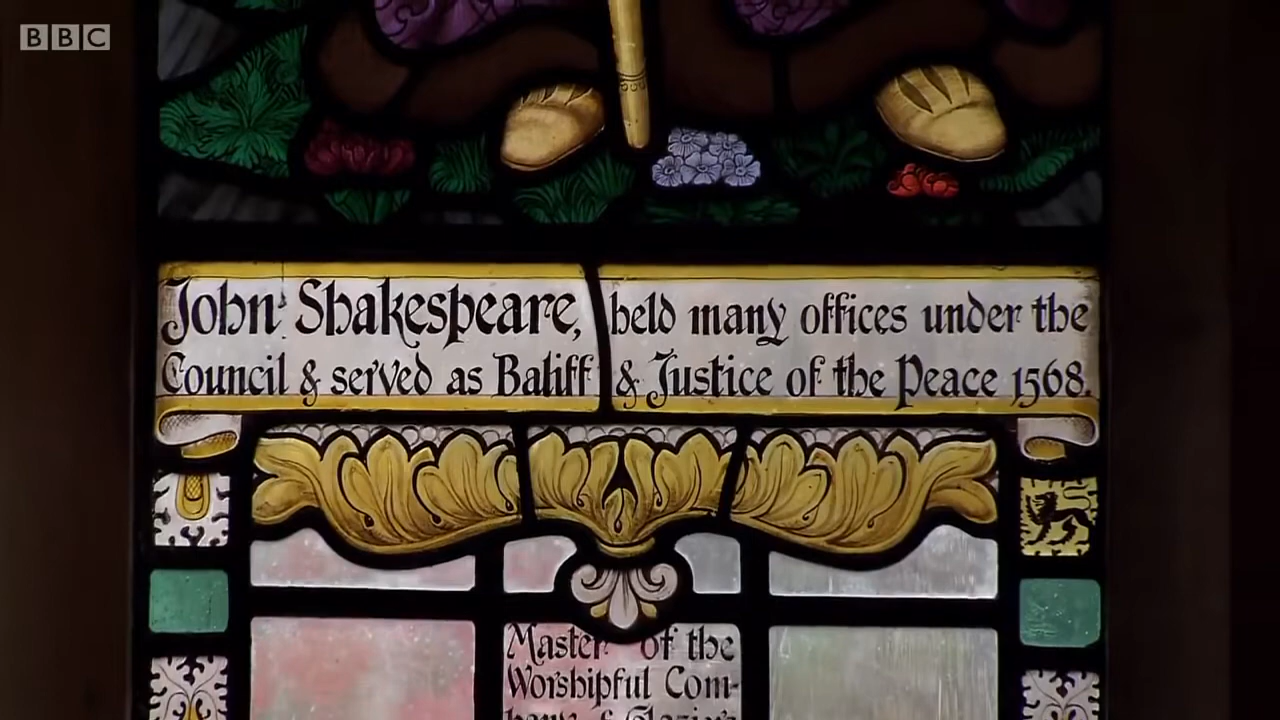 BBC
John Shakespeare, held many offices under the
Council & served as Baliff & Justice of the Peace 1568.
Master of the
Worshipful Com-